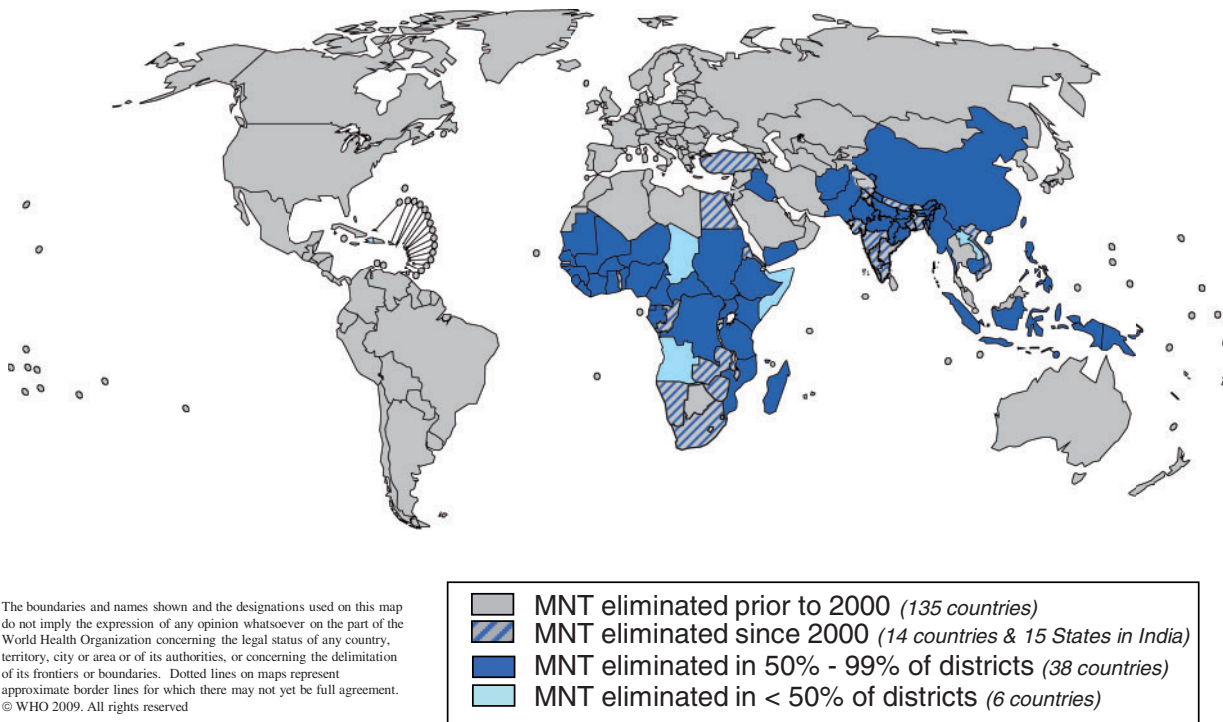 The boundaries and names shown and the designations used on this map
do not imply the expression of any opinion whatsoever on the part of the
World Health Organization concerning the legal status of any country,
territory, city or area or of its authorities, or concerning the delimitation
of its frontiers or boundaries. Dotted lines on maps represent
approximate border lines for which there may not yet be full agreement.
© WHO 2009. All rights reserved
MNT eliminated prior to 2000 (135 countries)
MNT eliminated since 2000 (14 countries & 15 States in India)
MNT eliminated in 50% - 99% of districts (38 countries)
MNT eliminated in < 50% of districts (6 countries)